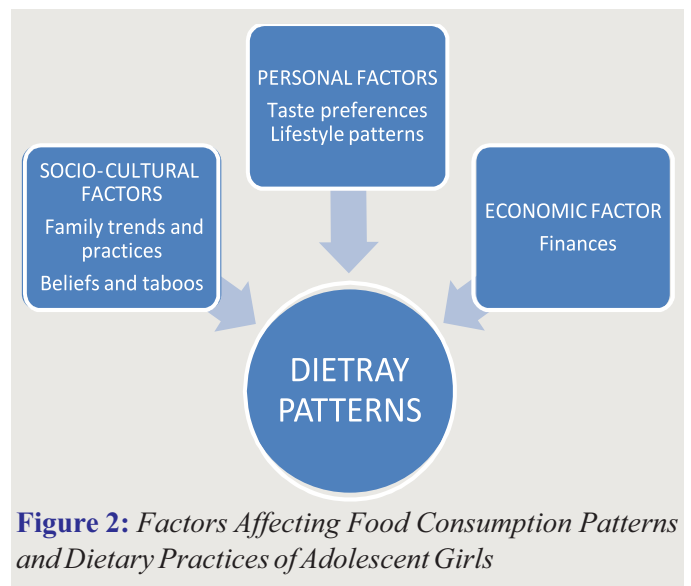 PERSONAL FACTORS
Taste preferences
Lifestyle patterns
SOCIO-CULTURAL
FACTORS
Family trends and
practices
Beliefs and taboos
ECONOMIC FACTOR
Finances
DIETRAY
PATTERNS
Figure 2: Factors Affecting Food Consumption Patterns
and Dietary Practices of Adolescent Girls